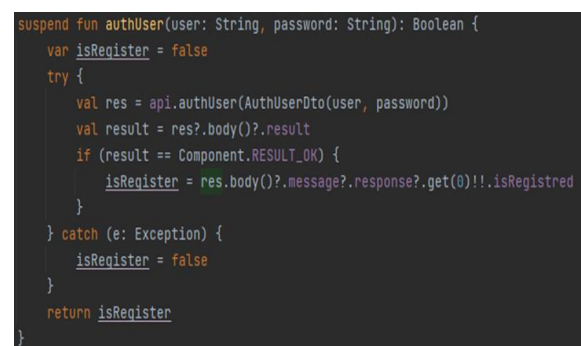 suspend fun authUser(user: String, password: String): Boolean {
    var isRegister = false
    try {
        val res = api.authUser(AuthUserDto(user, password))
        val result = res?.body()?.result
        if (result == Component.RESULT_OK) {
            isRegister = res.body()?.message?.response?.get(0)!!.isRegistred
        }
    } catch (e: Exception) {
        isRegister = false
    }
    return isRegister
}